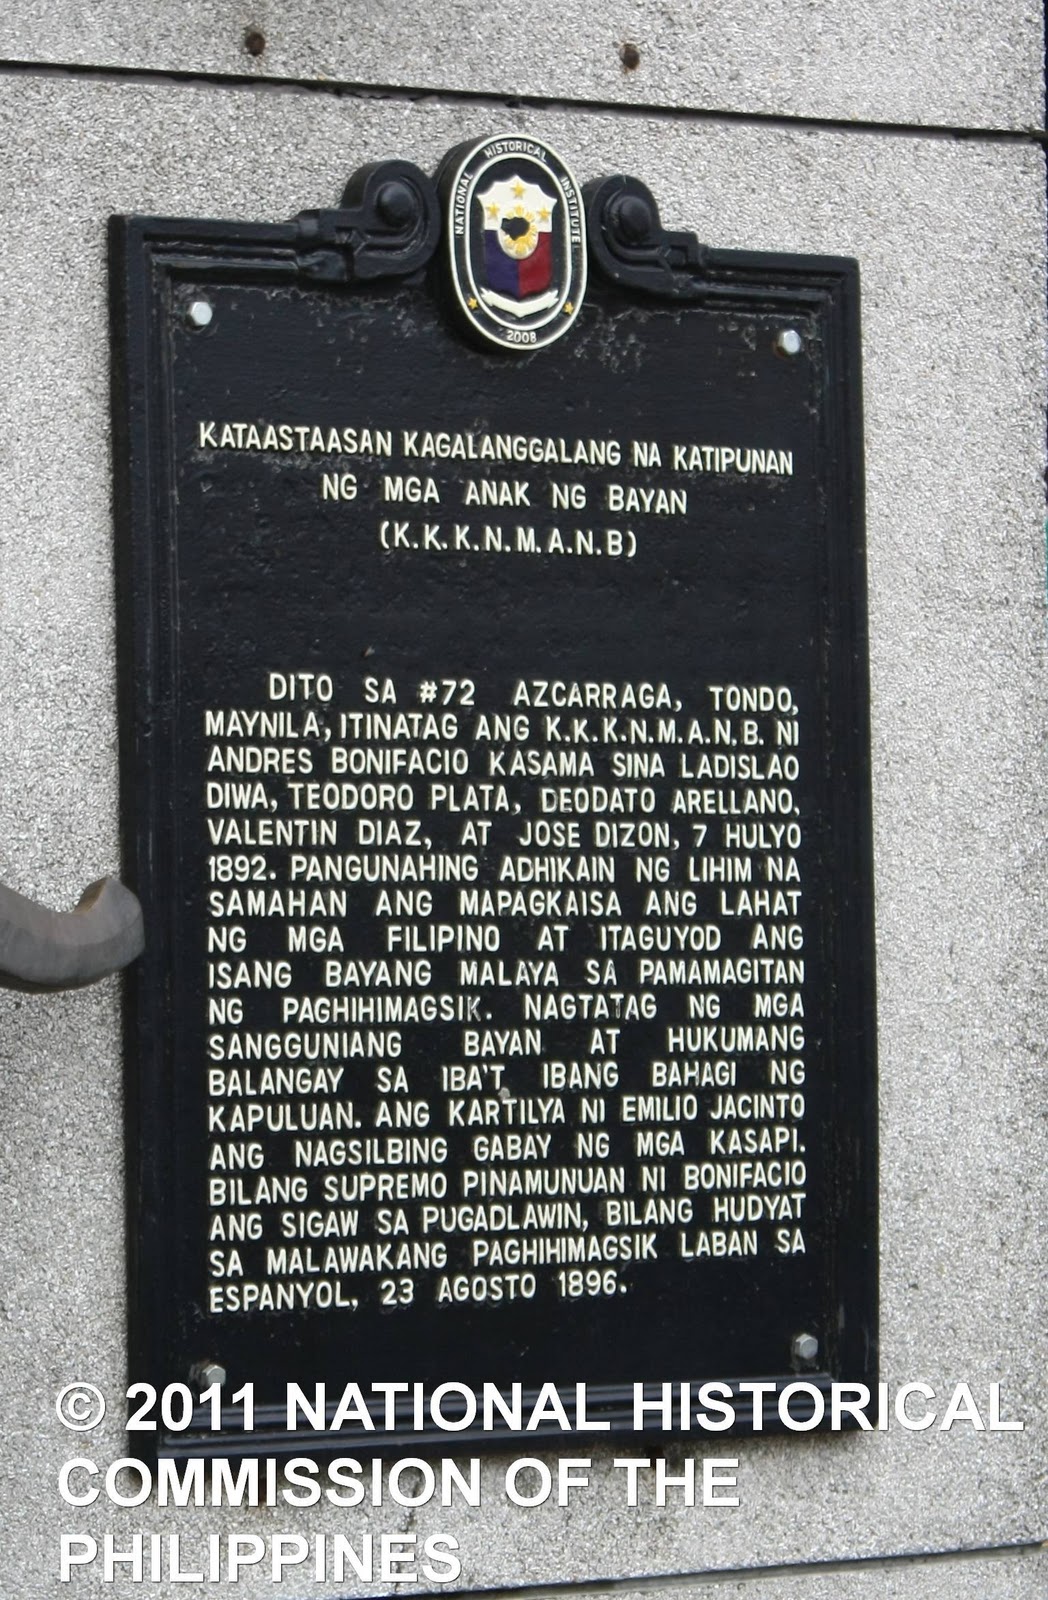 NATIONAL HISTORICAL INSTITUTE
2008
KATAASTAASAN KAGALANGGALANG NA KATIPUNAN
NG MGA ANAK NG BAYAN
(K.K.K.N.M.A.N.B)
DITO SA #72 AZCARRAGA, TONDO,
MAYNILA, ITINATAG ANG K.K.K.N.M.A.N.B. NI
ANDRES BONIFACIO KASAMA SINA LADISLAO
DIWA, TEODORO PLATA, DEODATO ARELLANO,
VALENTIN DIAZ, AT JOSE DIZON, 7 HULYO
1892. PANGUNAHING ADHIKAIN NG LIHIM NA
SAMAHAN ANG MAPAGKAISA ANG LAHAT
NG MGA FILIPINO AT ITAGUYOD ANG
ISANG BAYANG MALAYA SA PAMAMAGITAN
NG PAGHIHIMAGSIK. NAGTATAG NG MGA
SANGGUNIANG BAYAN AT HUKUMANG
BALANGAY SA IBA'T IBANG BAHAGI NG
KAPULUAN. ANG KARTILYA NI EMILIO JACINTO
ANG NAGSILBING GABAY NG MGA KASAPI.
BILANG SUPREMO PINAMUNUAN NI BONIFACIO
ANG SIGAW SA PUGADLAWIN, BILANG HUDYAT
SA MALAWAKANG PAGHIHIMAGSIK LABAN SA
ESPANYOL, 23 AGOSTO 1896.
© 2011 NATIONAL HISTORICAL
COMMISSION OF THE
PHILIPPINES